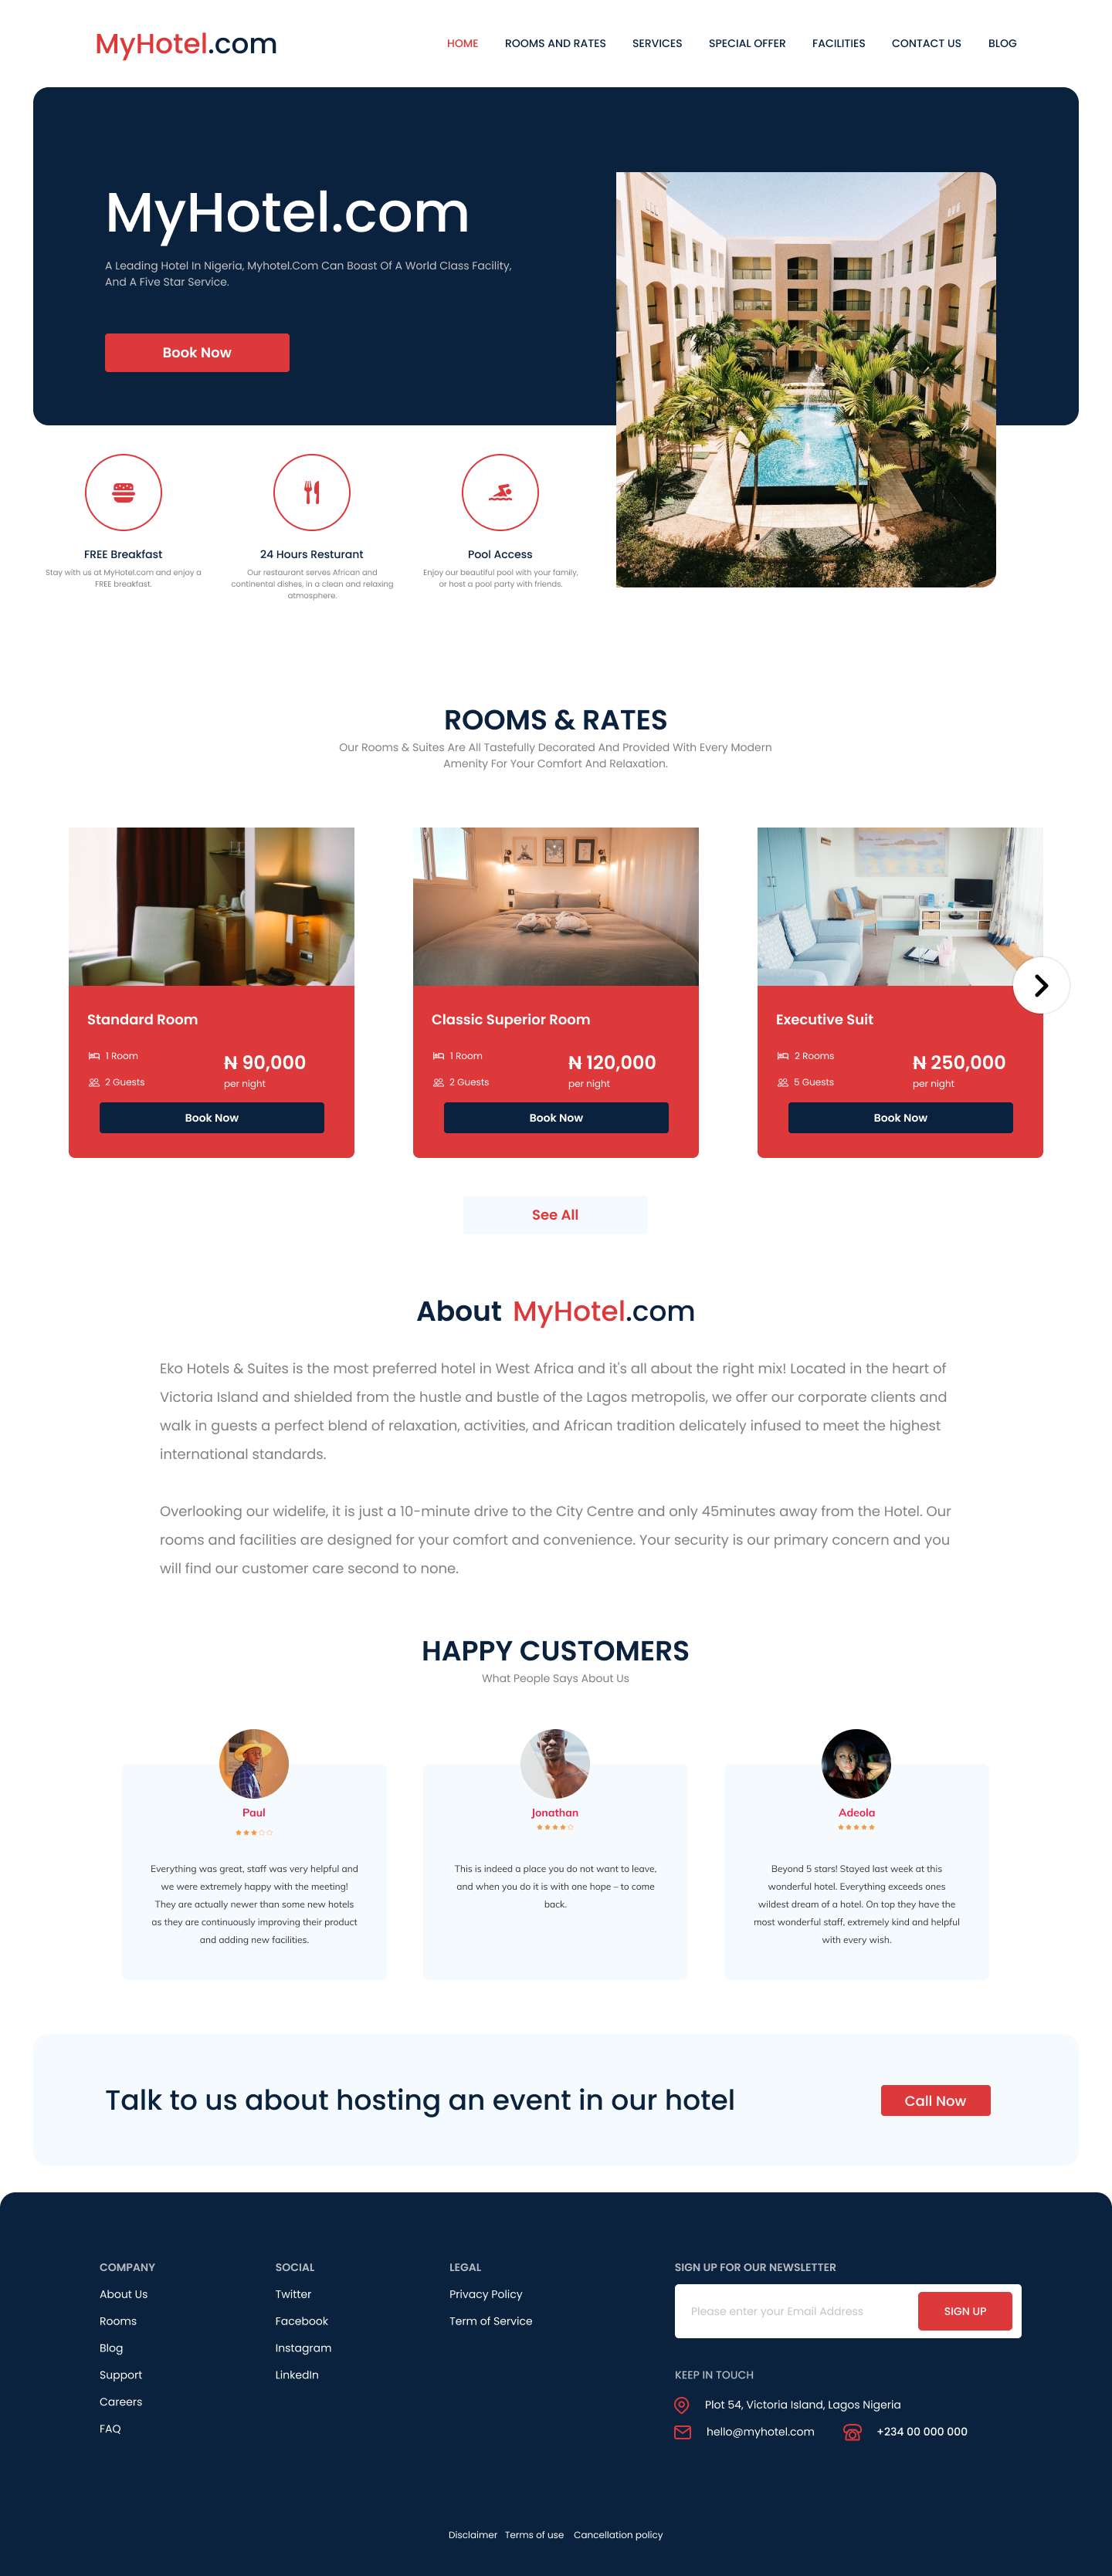 MyHotel.com
HOME ROOMS AND RATES SERVICES SPECIAL OFFER FACILITIES CONTACT US BLOG
MyHotel.com
A Leading Hotel In Nigeria, Myhotel.Com Can Boast Of A World Class Facility,
And A Five Star Service.
Book Now
FREE Breakfast
Stay with us at MyHotel.com and enjoy a
FREE breakfast.
24 Hours Resturant
Our restaurant serves African and
continental dishes, in a clean and relaxing
atmosphere.
Pool Access
Enjoy our beautiful pool with your family,
or host a pool party with friends.
ROOMS & RATES
Our Rooms & Suites Are All Tastefully Decorated And Provided With Every Modern
Amenity For Your Comfort And Relaxation.
Standard Room
1 Room
2 Guests
₦ 90,000
per night
Book Now
Classic Superior Room
1 Room
2 Guests
₦ 120,000
per night
Book Now
Executive Suit
2 Rooms
5 Guests
₦ 250,000
per night
Book Now
See All
About MyHotel.com
Eko Hotels & Suites is the most preferred hotel in West Africa and it's all about the right mix! Located in the heart of
Victoria Island and shielded from the hustle and bustle of the Lagos metropolis, we offer our corporate clients and
walk in guests a perfect blend of relaxation, activities, and African tradition delicately infused to meet the highest
international standards.
Overlooking our widelife, it is just a 10-minute drive to the City Centre and only 45minutes away from the Hotel. Our
rooms and facilities are designed for your comfort and convenience. Your security is our primary concern and you
will find our customer care second to none.
HAPPY CUSTOMERS
What People Says About Us
Paul
Everything was great, staff was very helpful and
we were extremely happy with the meeting!
They are actually newer than some new hotels
as they are continuously improving their product
and adding new facilities.
Jonathan
This is indeed a place you do not want to leave,
and when you do it is with one hope – to come
back.
Adeola
Beyond 5 stars! Stayed last week at this
wonderful hotel. Everything exceeds ones
wildest dream of a hotel. On top they have the
most wonderful staff, extremely kind and helpful
with every wish.
Talk to us about hosting an event in our hotel
Call Now
COMPANY
About Us
Rooms
Blog
Support
Careers
FAQ
SOCIAL
Twitter
Facebook
Instagram
LinkedIn
LEGAL
Privacy Policy
Term of Service
SIGN UP FOR OUR NEWSLETTER
Please enter your Email Address
SIGN UP
KEEP IN TOUCH
Plot 54, Victoria Island, Lagos Nigeria
hello@myhotel.com
+234 00 000 000
Disclaimer Terms of use Cancellation policy